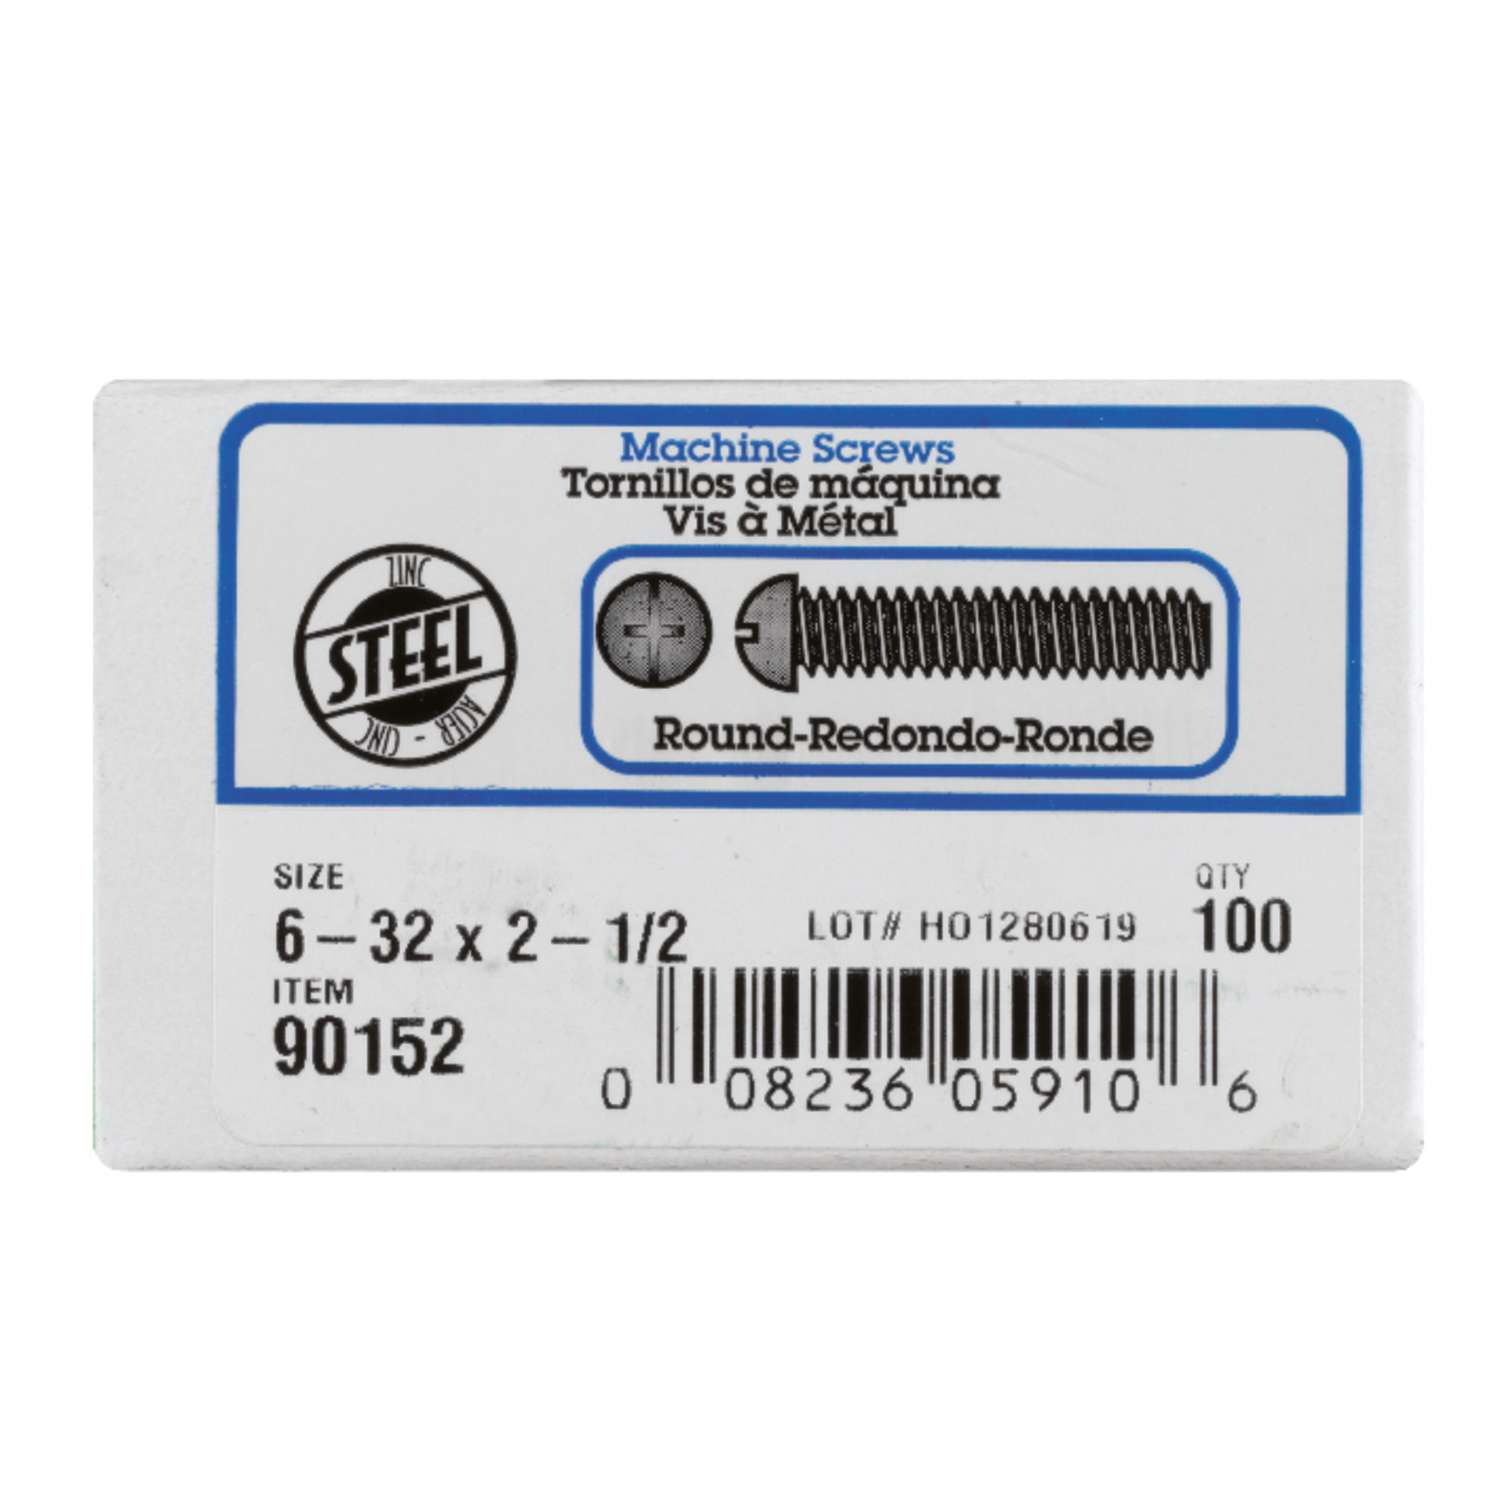 Machine Screws
Tornillos de máquina
Vis à Métal
ZINC
STEEL
ACIER - CINC
Round-Redondo-Ronde
SIZE
QTY
6-32 x 2-1/2
LOT# HO1280619
100
ITEM
90152
0 08236 05910 6